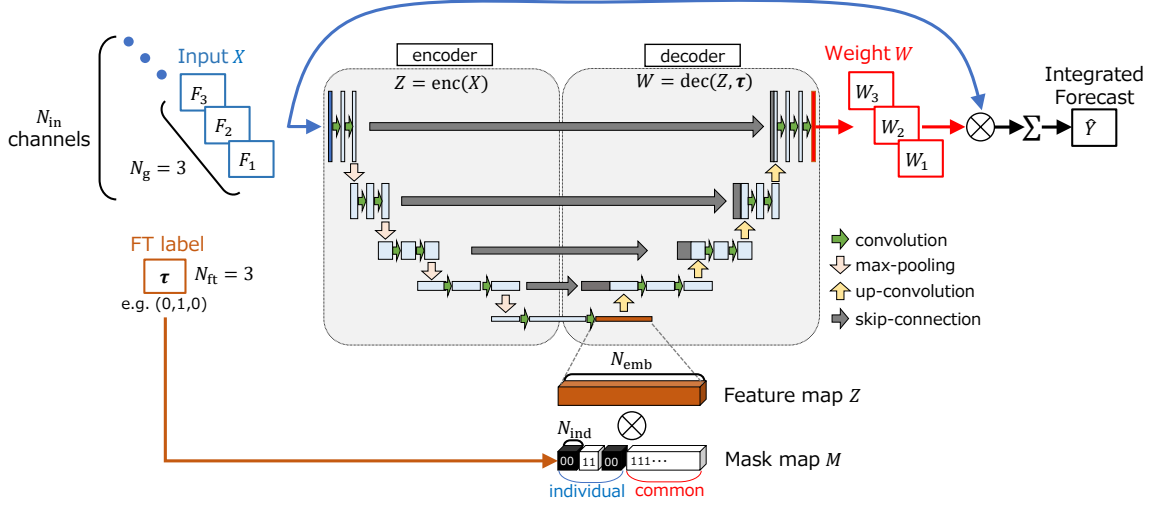 encoder
decoder
Input X
Weight W
Integrated
Forecast
Z = enc(X)
W = dec(Z, τ)
F₃
F₂
F₁
W₃
W₂
W₁
Σ
Ŷ
N_in
channels
N_g = 3
FT label
τ
N_ft = 3
e.g. (0,1,0)
convolution
max-pooling
up-convolution
skip-connection
N_emb
Feature map Z
N_ind
00 11 00 111⋯
Mask map M
individual common